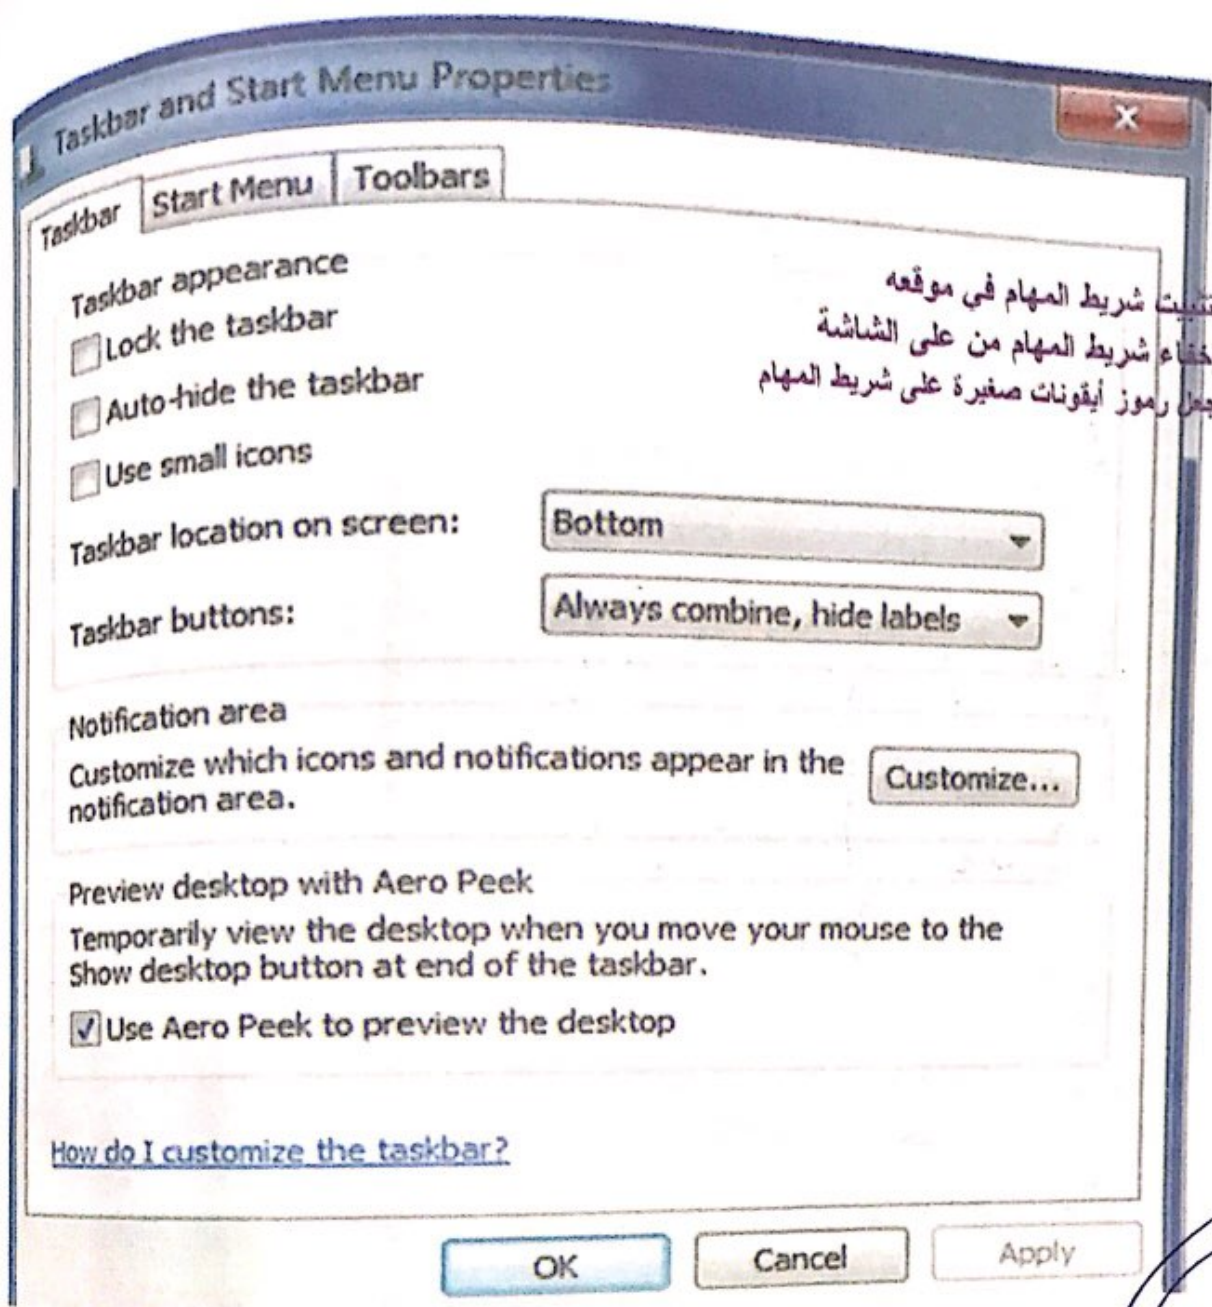 Taskbar and Start Menu Properties
Taskbar
Start Menu
Toolbars
Taskbar appearance
Lock the taskbar
تثبيت شريط المهام في موقعه
Auto-hide the taskbar
خفاء شريط المهام من على الشاشة
Use small icons
جعل رموز أيقونات صغيرة على شريط المهام
Taskbar location on screen:
Bottom
Taskbar buttons:
Always combine, hide labels
Notification area
Customize which icons and notifications appear in the
notification area.
Customize...
Preview desktop with Aero Peek
Temporarily view the desktop when you move your mouse to the
Show desktop button at end of the taskbar.
Use Aero Peek to preview the desktop
How do I customize the taskbar?
OK
Cancel
Apply